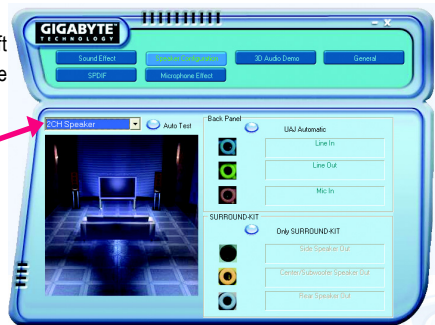 ft
e
GIGABYTE™
TECHNOLOGY
Sound Effect
Speaker Configuration
3D Audio Demo
General
SPDIF
Microphone Effect
2CH Speaker
Auto Test
Back Panel
UAJ Automatic
Line In
Line Out
Mic In
SURROUND-KIT
Only SURROUND-KIT
Side Speaker Out
Center/Subwoofer Speaker Out
Rear Speaker Out